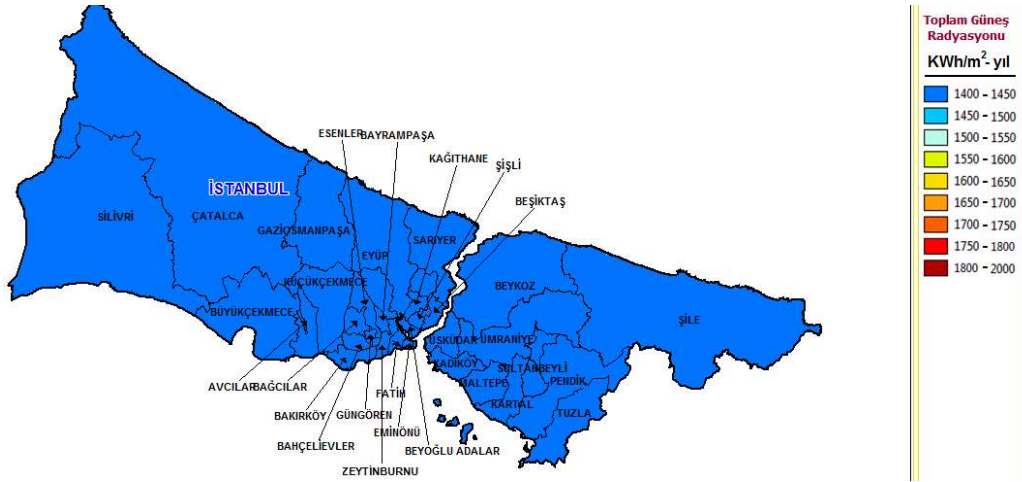 Toplam Güneş
Radyasyonu
KWh/m²- yıl
1400 - 1450
1450 - 1500
1500 - 1550
1550 - 1600
1600 - 1650
1650 - 1700
1700 - 1750
1750 - 1800
1800 - 2000
ESENLER
BAYRAMPAŞA
KAĞITHANE
ŞİŞLİ
BEŞİKTAŞ
İSTANBUL
SİLİVRİ
ÇATALCA
GAZİOSMANPAŞA
SARIYER
EYÜP
KÜÇÜKÇEKMECE
BEYKOZ
BÜYÜKÇEKMECE
ŞİLE
ÜSKÜDAR
ÜMRANİYE
KADIKÖY
SULTANBEYLİ
MALTEPE
PENDİK
AVCILAR
BAĞCILAR
FATİH
KARTAL
TUZLA
BAKIRKÖY
GÜNGÖREN
EMİNÖNÜ
BAHÇELİEVLER
BEYOĞLU
ADALAR
ZEYTİNBURNU